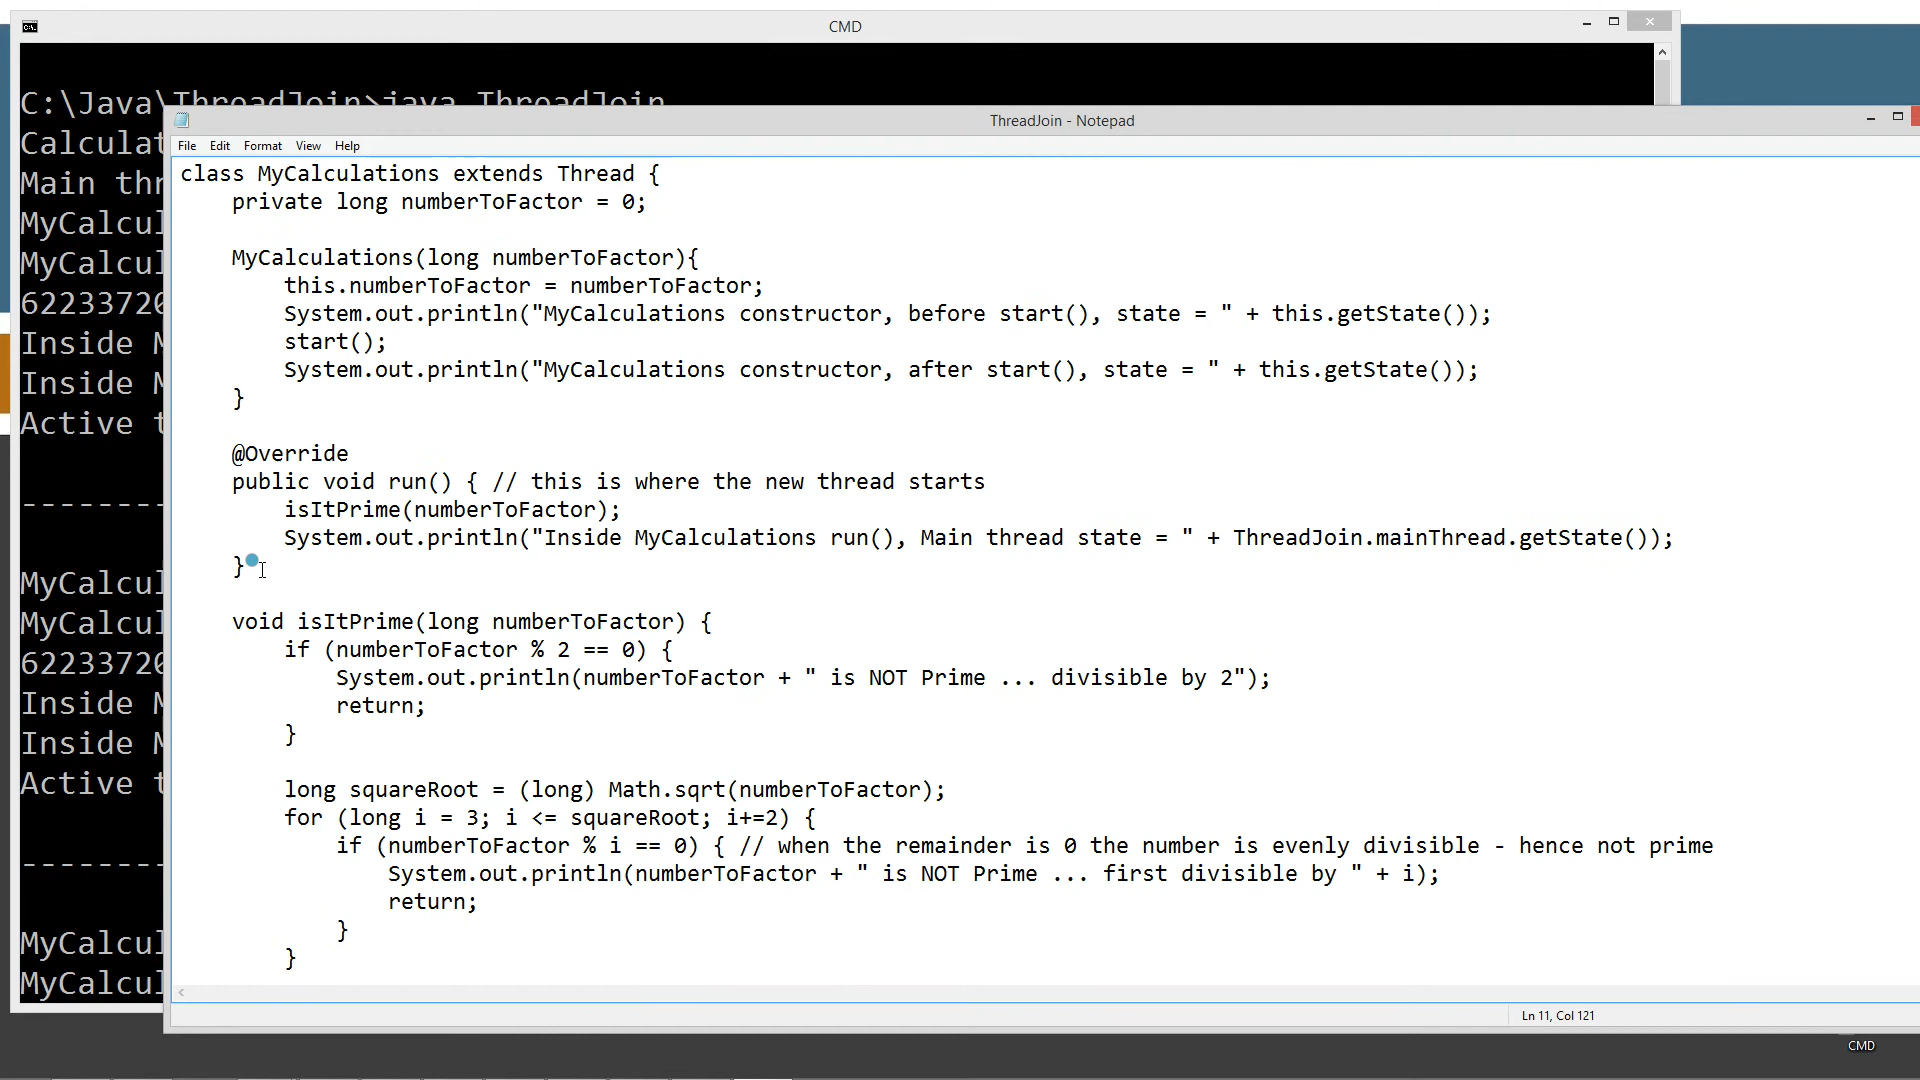 CMD
C:\Java\ThreadJoin>java ThreadJoin
Calculat
Main thr
MyCalcul
MyCalcul
62233720
Inside M
Inside M
Active t
--------
MyCalcul
MyCalcul
62233720
Inside M
Inside M
Active t
--------
MyCalcul
MyCalcul
ThreadJoin - Notepad
File Edit Format View Help
class MyCalculations extends Thread {
    private long numberToFactor = 0;
    MyCalculations(long numberToFactor){
        this.numberToFactor = numberToFactor;
        System.out.println("MyCalculations constructor, before start(), state = " + this.getState());
        start();
        System.out.println("MyCalculations constructor, after start(), state = " + this.getState());
    }
    @Override
    public void run() { // this is where the new thread starts
        isItPrime(numberToFactor);
        System.out.println("Inside MyCalculations run(), Main thread state = " + ThreadJoin.mainThread.getState());
    }
    void isItPrime(long numberToFactor) {
        if (numberToFactor % 2 == 0) {
            System.out.println(numberToFactor + " is NOT Prime ... divisible by 2");
            return;
        }
        long squareRoot = (long) Math.sqrt(numberToFactor);
        for (long i = 3; i <= squareRoot; i+=2) {
            if (numberToFactor % i == 0) { // when the remainder is 0 the number is evenly divisible - hence not prime
                System.out.println(numberToFactor + " is NOT Prime ... first divisible by " + i);
                return;
            }
        }
Ln 11, Col 121
CMD